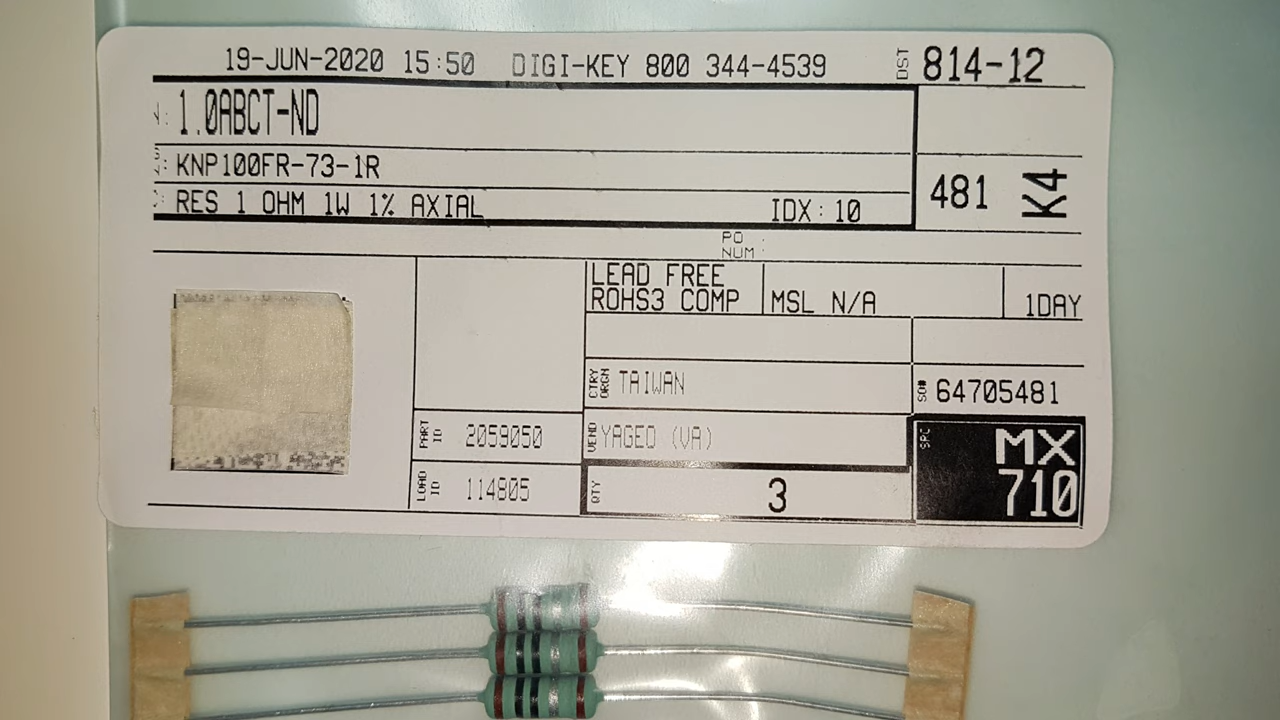 19-JUN-2020 15:50 DIGI-KEY 800 344-4539 DST 814-12
1.0ABCT-ND
KNP100FR-73-1R
RES 1 OHM 1W 1% AXIAL IDX: 10
481 K4
PO NUM:
LEAD FREE
ROHS3 COMP
MSL N/A
1DAY
CTRY ORGN TAIWAN
SO# 64705481
PART ID 2059050
VEND YAGEO (VA)
LOAD ID 114805
QTY 3
SRC MX
710